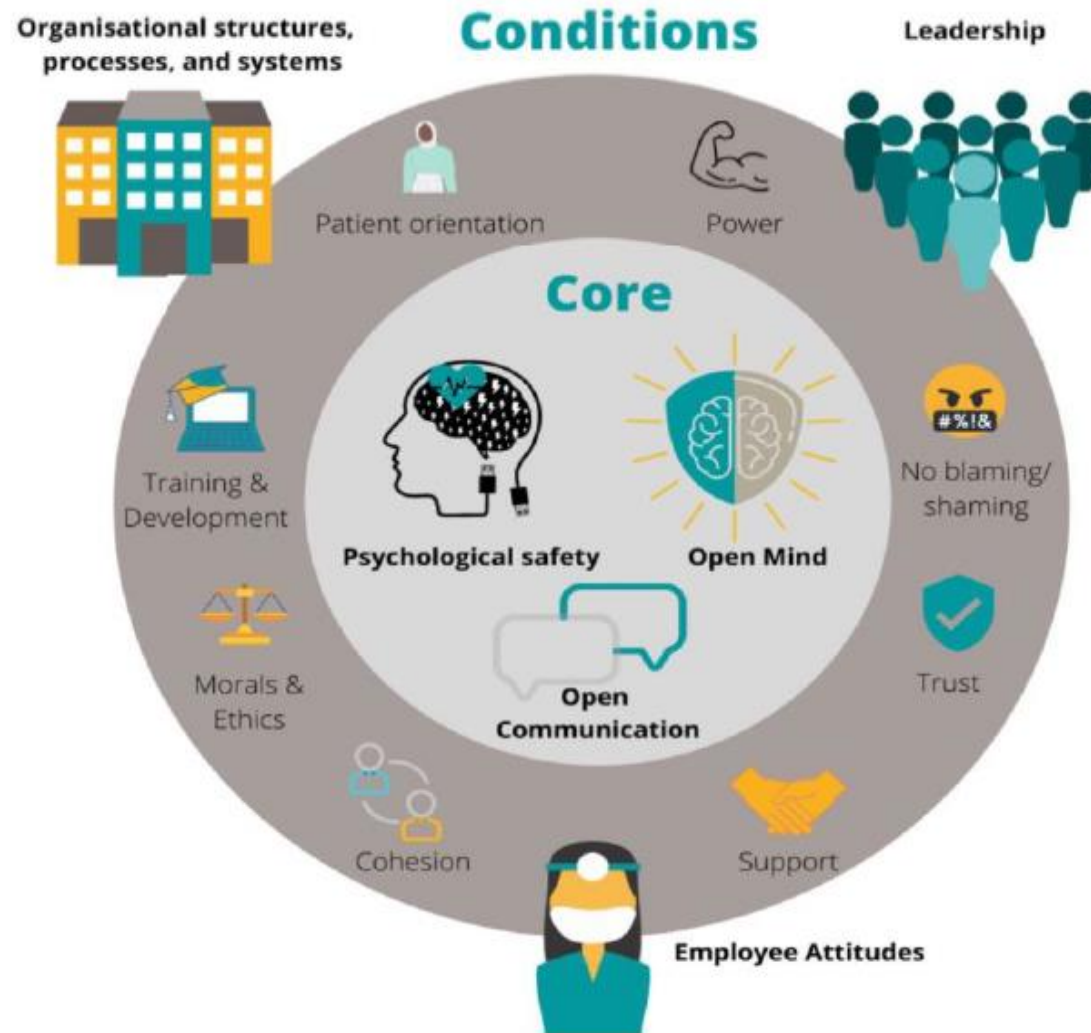 Organisational structures,
processes, and systems
Conditions
Leadership
Patient orientation
Power
Core
Training &
Development
#%!&
No blaming/
shaming
Psychological safety
Open Mind
Morals &
Ethics
Trust
Open
Communication
Cohesion
Support
Employee Attitudes